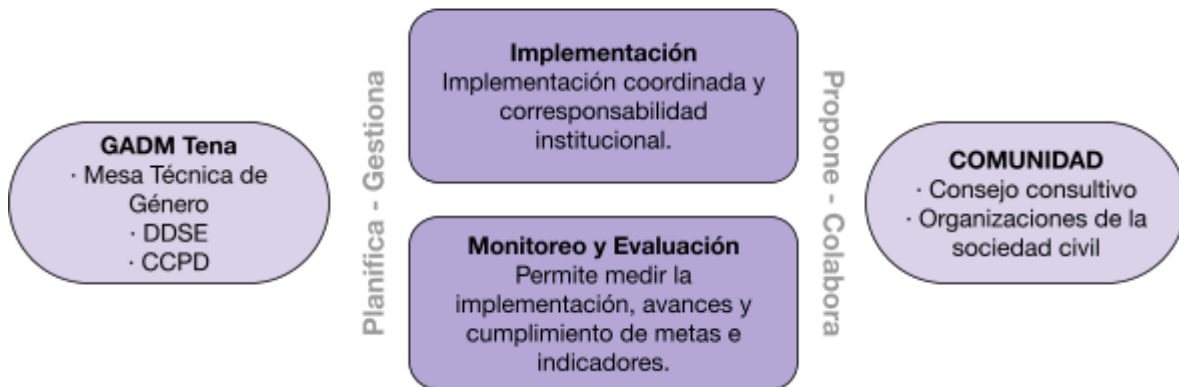 GADM Tena
· Mesa Técnica de
Género
· DDSE
· CCPD
Planifica - Gestiona
Implementación
Implementación coordinada y
corresponsabilidad
institucional.
Monitoreo y Evaluación
Permite medir la
implementación, avances y
cumplimiento de metas e
indicadores.
Propone - Colabora
COMUNIDAD
· Consejo consultivo
· Organizaciones de la
sociedad civil